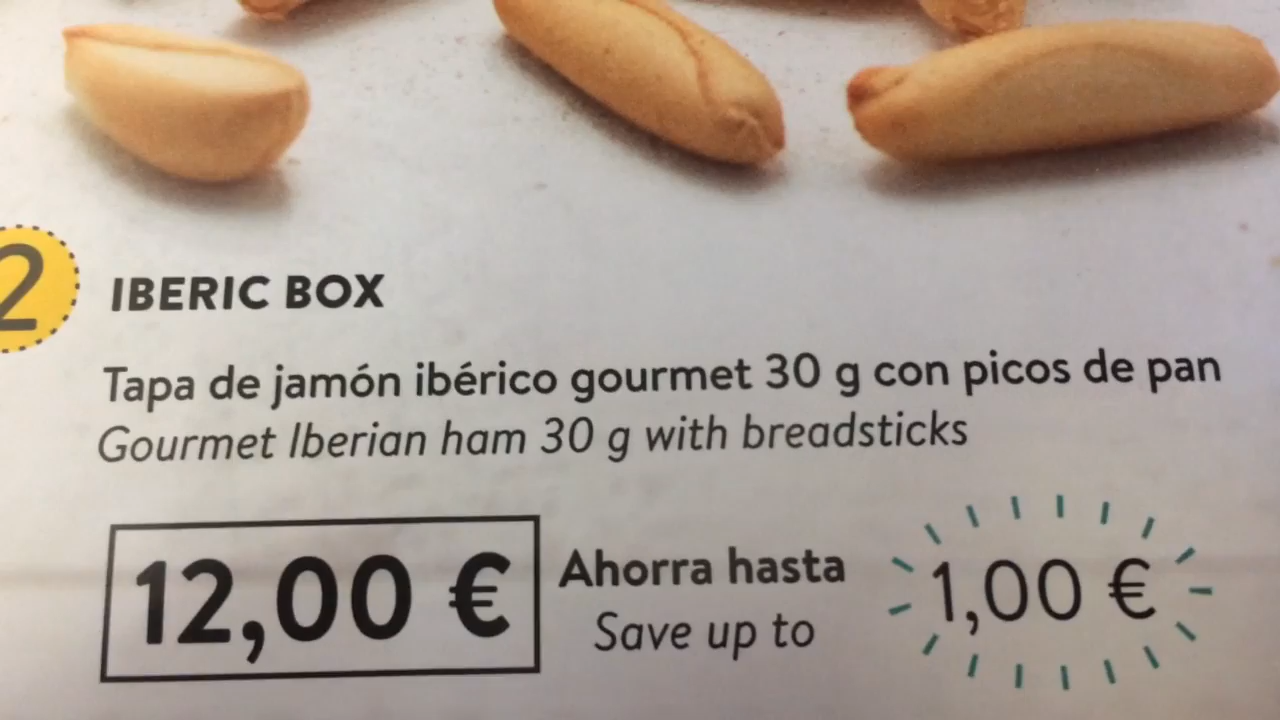 2
IBERIC BOX
Tapa de jamón ibérico gourmet 30 g con picos de pan
Gourmet Iberian ham 30 g with breadsticks
12,00 €
Ahorra hasta
Save up to
1,00 €